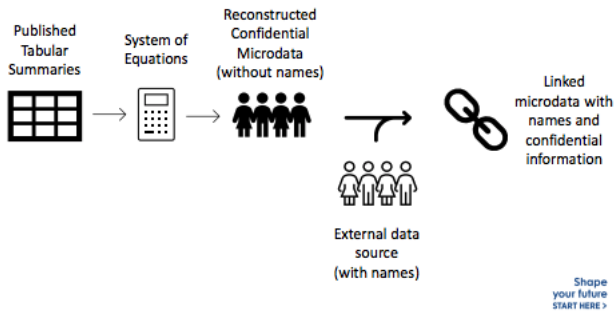 Published
Tabular
Summaries
System of
Equations
Reconstructed
Confidential
Microdata
(without names)
External data
source
(with names)
Linked
microdata with
names and
confidential
information
Shape
your future
START HERE >